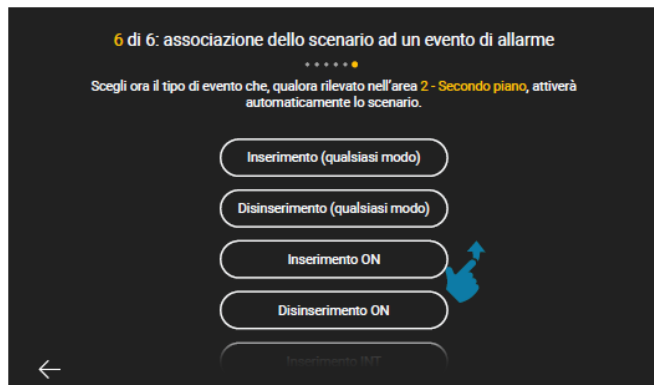 6 di 6: associazione dello scenario ad un evento di allarme
Scegli ora il tipo di evento che, qualora rilevato nell'area 2 - Secondo piano, attiverà
automaticamente lo scenario.
Inserimento (qualsiasi modo)
Disinserimento (qualsiasi modo)
Inserimento ON
Disinserimento ON
Inserimento INT